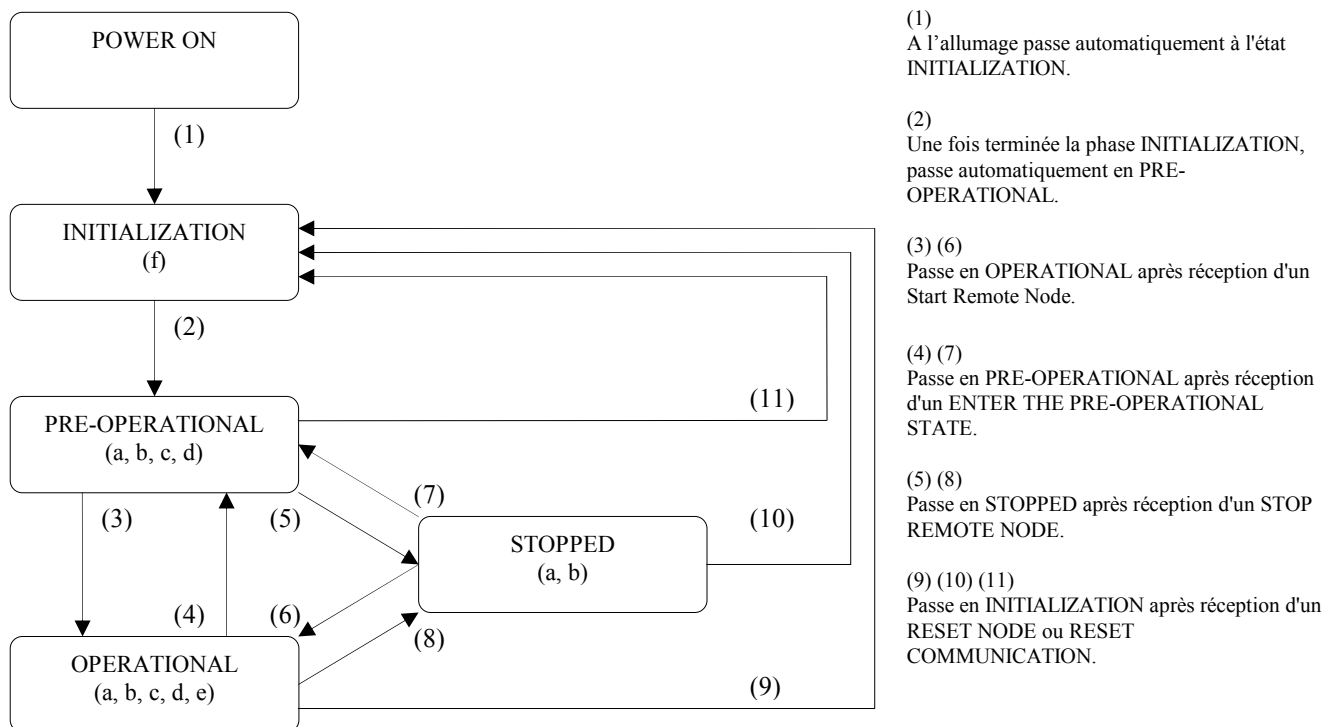 POWER ON
(1)
INITIALIZATION
(f)
(2)
PRE-OPERATIONAL
(a, b, c, d)
(11)
(7)
(3)
(5)
(10)
STOPPED
(a, b)
(4)
(6)
(8)
OPERATIONAL
(a, b, c, d, e)
(9)
(1)
A l’allumage passe automatiquement à l'état
INITIALIZATION.
(2)
Une fois terminée la phase INITIALIZATION,
passe automatiquement en PRE-
OPERATIONAL.
(3) (6)
Passe en OPERATIONAL après réception d'un
Start Remote Node.
(4) (7)
Passe en PRE-OPERATIONAL après réception
d'un ENTER THE PRE-OPERATIONAL
STATE.
(5) (8)
Passe en STOPPED après réception d'un STOP
REMOTE NODE.
(9) (10) (11)
Passe en INITIALIZATION après réception d'un
RESET NODE ou RESET
COMMUNICATION.